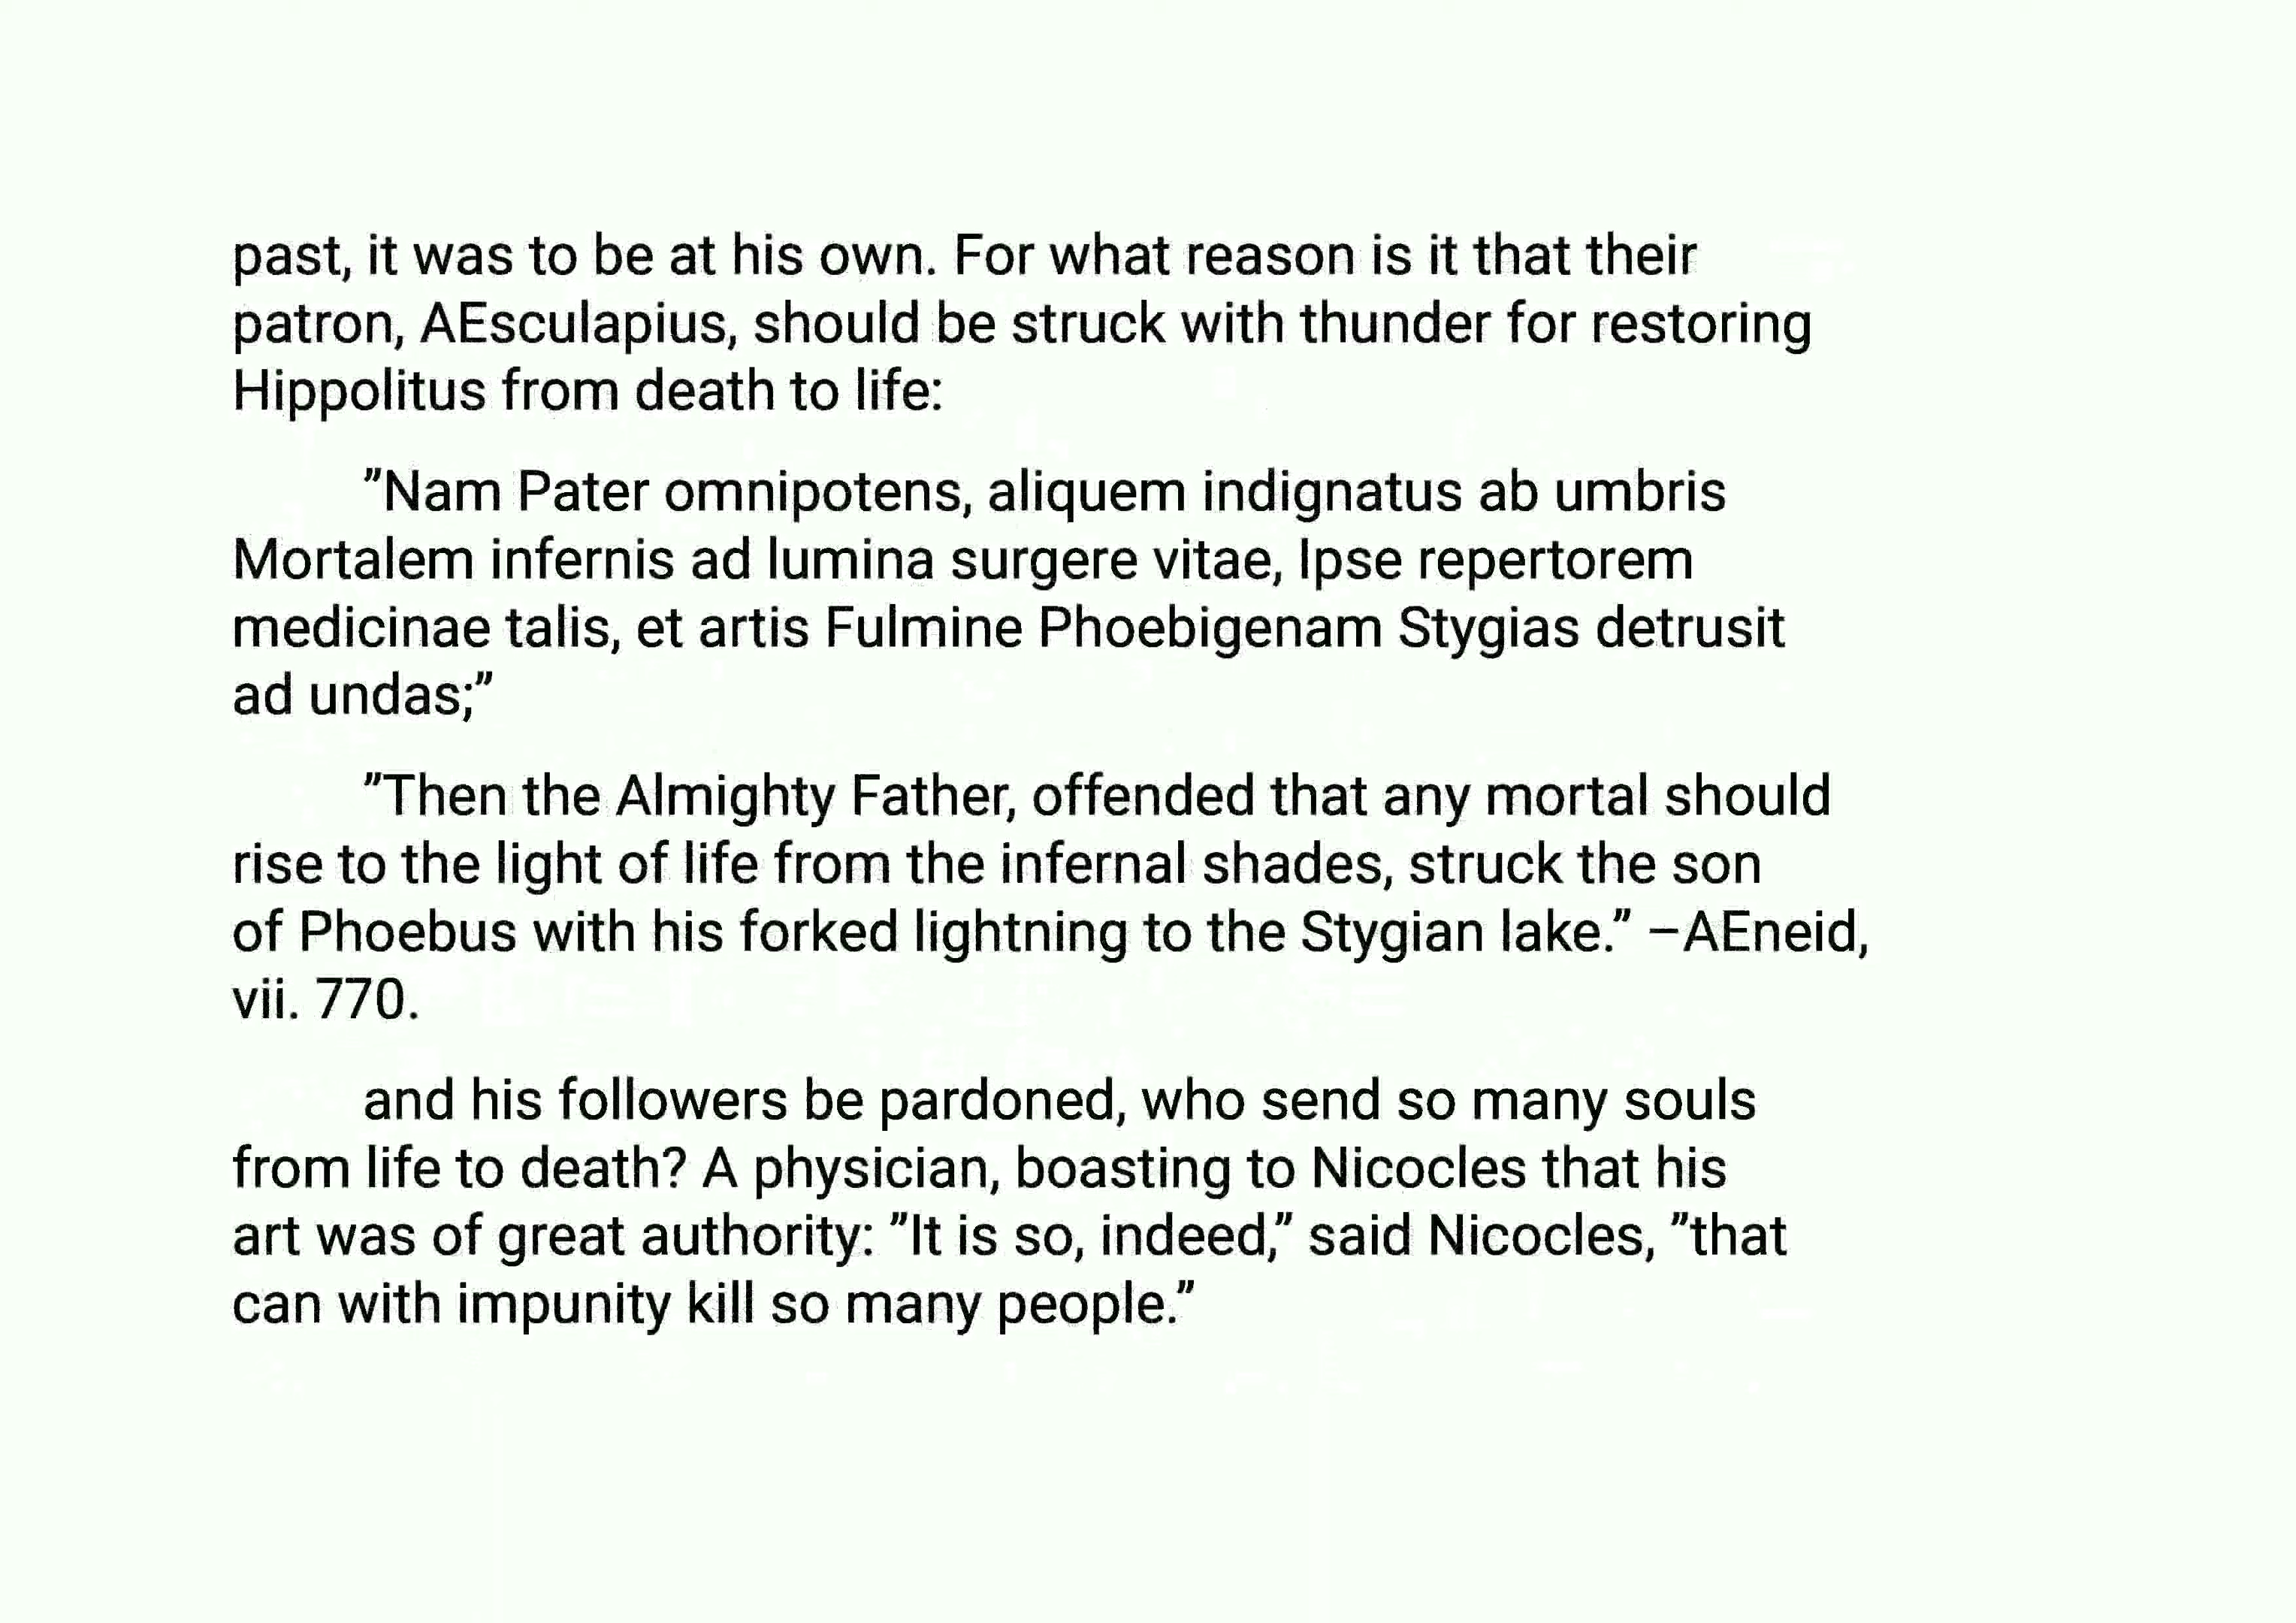 past, it was to be at his own. For what reason is it that their
patron, AEsculapius, should be struck with thunder for restoring
Hippolitus from death to life:
”Nam Pater omnipotens, aliquem indignatus ab umbris
Mortalem infernis ad lumina surgere vitae, Ipse repertorem
medicinae talis, et artis Fulmine Phoebigenam Stygias detrusit
ad undas;”
”Then the Almighty Father, offended that any mortal should
rise to the light of life from the infernal shades, struck the son
of Phoebus with his forked lightning to the Stygian lake.” –AEneid,
vii. 770.
and his followers be pardoned, who send so many souls
from life to death? A physician, boasting to Nicocles that his
art was of great authority: ”It is so, indeed,” said Nicocles, ”that
can with impunity kill so many people.”